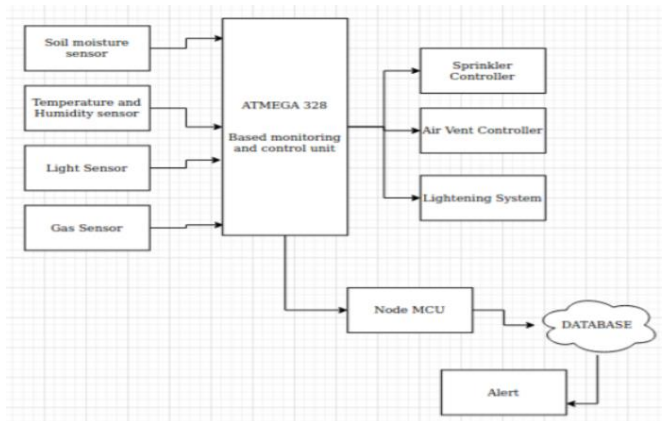 Soil moisture
sensor
Temperature and
Humidity sensor
Light Sensor
Gas Sensor
ATMEGA 328
Based monitoring
and control unit
Sprinkler
Controller
Air Vent Controller
Lightening System
Node MCU
DATABASE
Alert